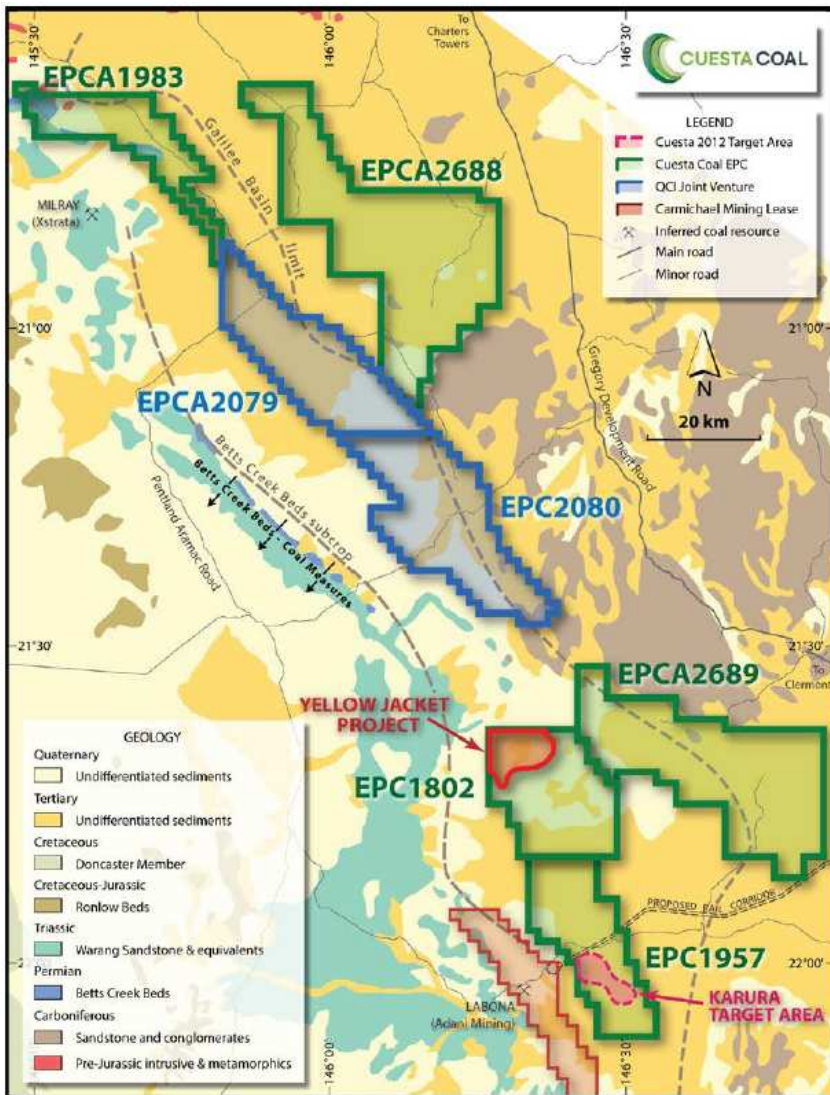 145°30'
146°00'
146°30'
To
Charters
Towers
CUESTA COAL
LEGEND
Cuesta 2012 Target Area
Cuesta Coal EPC
QCI Joint Venture
Carmichael Mining Lease
Inferred coal resource
Main road
Minor road
EPCA1983
Galilee Basin limit
EPCA2688
MILRAY
(Xstrata)
21°00'
21°00'
N
20 km
Gregory Development Road
EPCA2079
Betts Creek Beds subcrop
Betts Creek Beds - Coal Measures
Pentland Aramac Road
EPC2080
21°30'
21°30'
To
Clermont
EPCA2689
YELLOW JACKET
PROJECT
EPC1802
GEOLOGY
Quaternary
Undifferentiated sediments
Tertiary
Undifferentiated sediments
Cretaceous
Doncaster Member
Cretaceous-Jurassic
Ronlow Beds
Triassic
Warang Sandstone & equivalents
Permian
Betts Creek Beds
Carboniferous
Sandstone and conglomerates
Pre-Jurassic intrusive & metamorphics
PROPOSED RAIL CORRIDOR
EPC1957
22°00'
KARURA
TARGET AREA
LABONA
(Adani Mining)
146°00'
146°30'